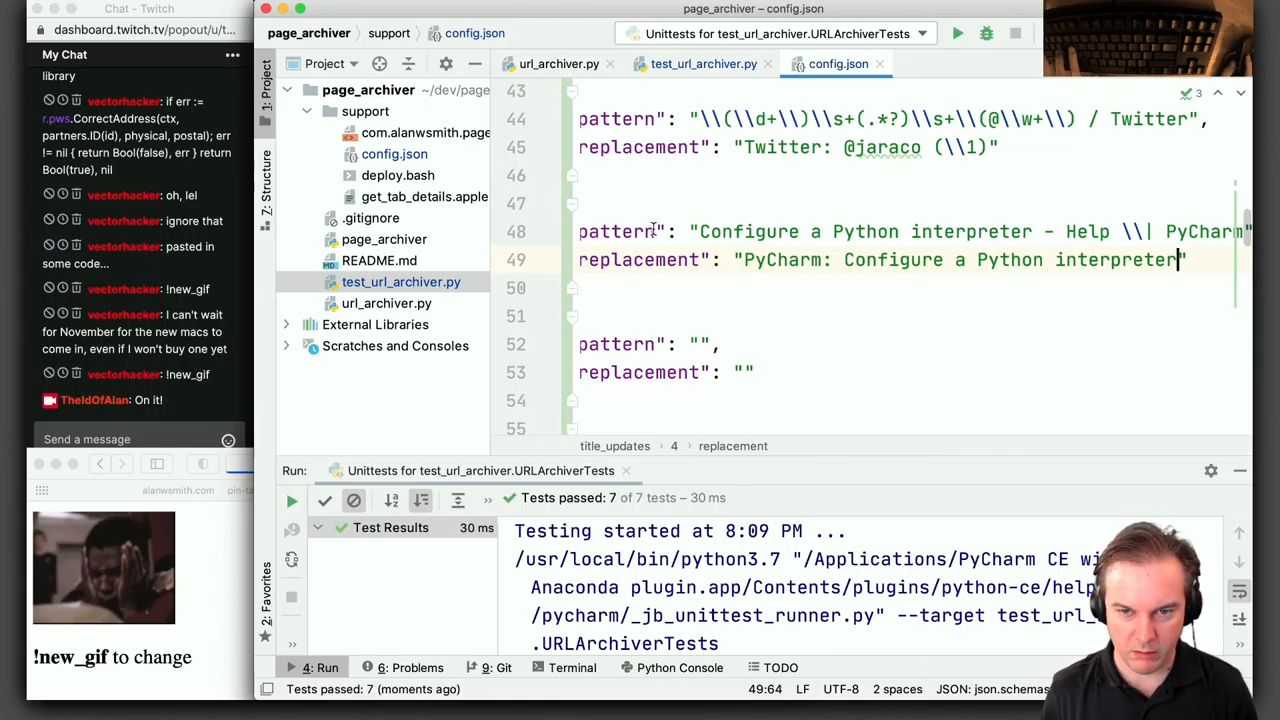 Chat - Twitch
dashboard.twitch.tv/popout/u/t...
My Chat
library
vectorhacker: if err :=
r.pws.CorrectAddress(ctx,
partners.ID(id), physical, postal); err
!= nil { return Bool(false), err } return
Bool(true), nil
vectorhacker: oh, lel
vectorhacker: ignore that
vectorhacker: pasted in
some code...
vectorhacker: !new_gif
vectorhacker: I can't wait
for November for the new macs to
come in, even if I won't buy one yet
vectorhacker: !new_gif
TheIdOfAlan: On it!
Send a message
alanwsmith.com
pin-ta
!new_gif to change
page_archiver – config.json
page_archiver
support
config.json
Unittests for test_url_archiver.URLArchiverTests
1: Project
7: Structure
2: Favorites
Project
url_archiver.py
test_url_archiver.py
config.json
page_archiver ~/dev/page
support
com.alanwsmith.page
config.json
deploy.bash
get_tab_details.apple
.gitignore
page_archiver
README.md
test_url_archiver.py
url_archiver.py
External Libraries
Scratches and Consoles
3
43
44 pattern": "\\(\\d+\\)\\s+(.*?)\\s+\\(@\\w+\\) / Twitter",
45 replacement": "Twitter: @jaraco (\\1)"
46
47
48 pattern": "Configure a Python interpreter - Help \\| PyCharm"
49 replacement": "PyCharm: Configure a Python interpreter"
50
51
52 pattern": "",
53 replacement": ""
54
55
title_updates
4
replacement
Run:
Unittests for test_url_archiver.URLArchiverTests
Tests passed: 7 of 7 tests – 30 ms
Test Results 30 ms
Testing started at 8:09 PM ...
/usr/local/bin/python3.7 "/Applications/PyCharm CE wi
Anaconda plugin.app/Contents/plugins/python-ce/help
/pycharm/_jb_unittest_runner.py" --target test_url_
.URLArchiverTests
4: Run
6: Problems
9: Git
Terminal
Python Console
TODO
Tests passed: 7 (moments ago)
49:64
LF
UTF-8
2 spaces
JSON: json.schemas